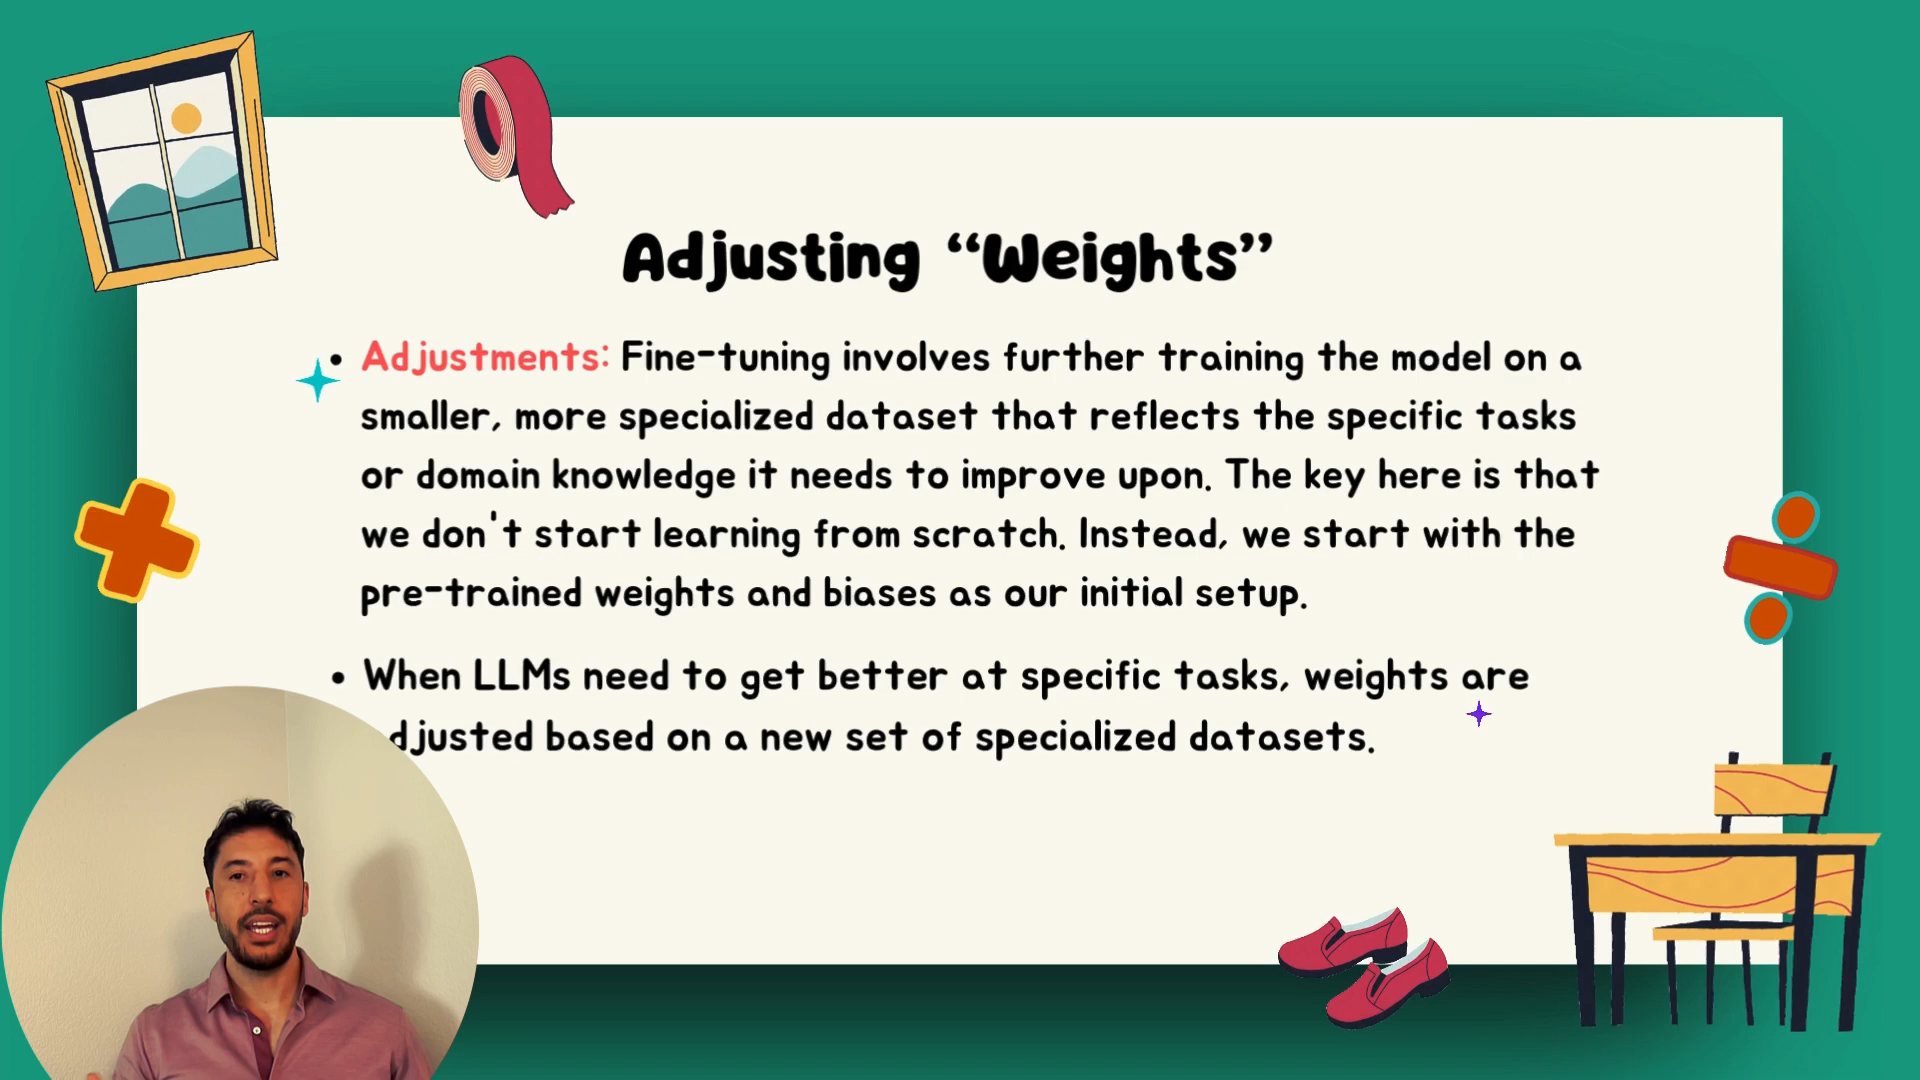 Adjusting “Weights”
• Adjustments: Fine-tuning involves further training the model on a
smaller, more specialized dataset that reflects the specific tasks
or domain knowledge it needs to improve upon. The key here is that
we don't start learning from scratch. Instead, we start with the
pre-trained weights and biases as our initial setup.
• When LLMs need to get better at specific tasks, weights are
djusted based on a new set of specialized datasets.